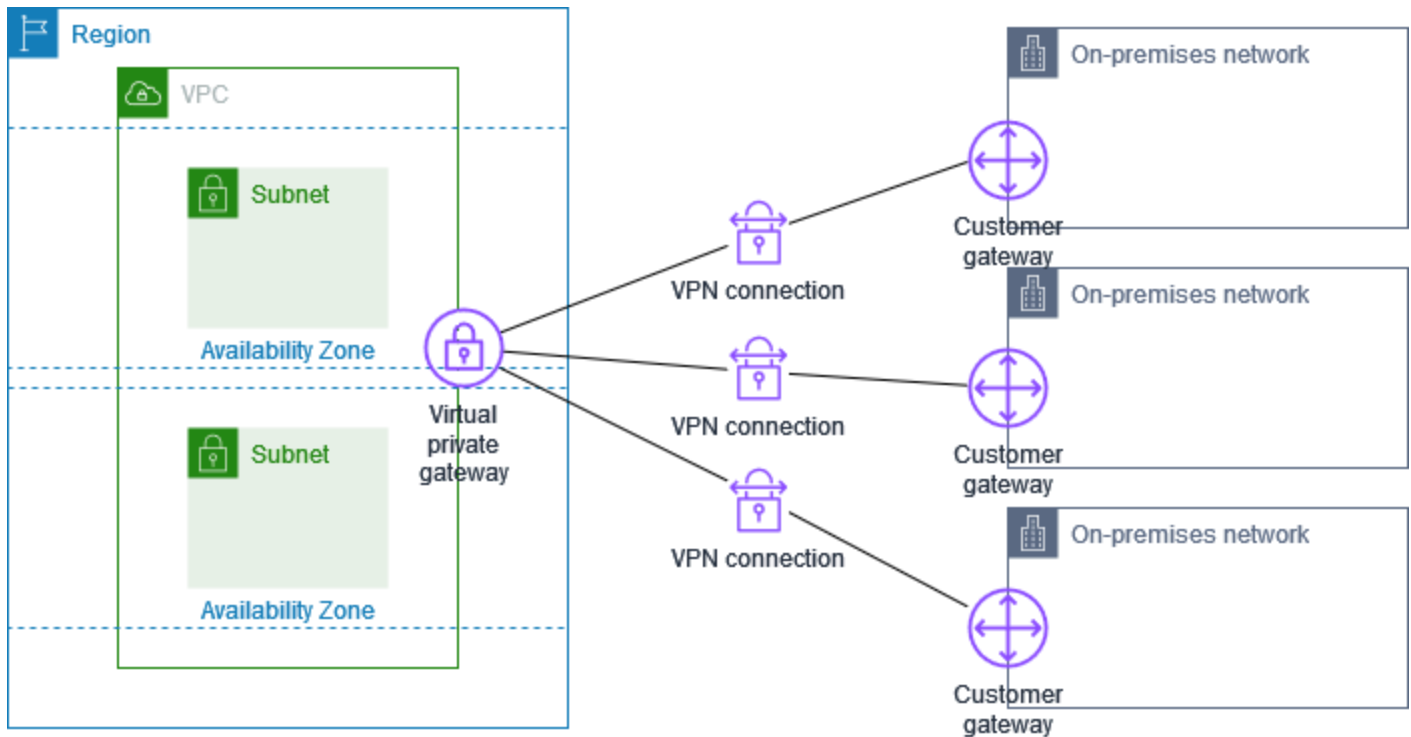 Region
VPC
Subnet
Availability Zone
Subnet
Availability Zone
Virtual
private
gateway
VPN connection
VPN connection
VPN connection
On-premises network
Customer
gateway
On-premises network
Customer
gateway
On-premises network
Customer
gateway